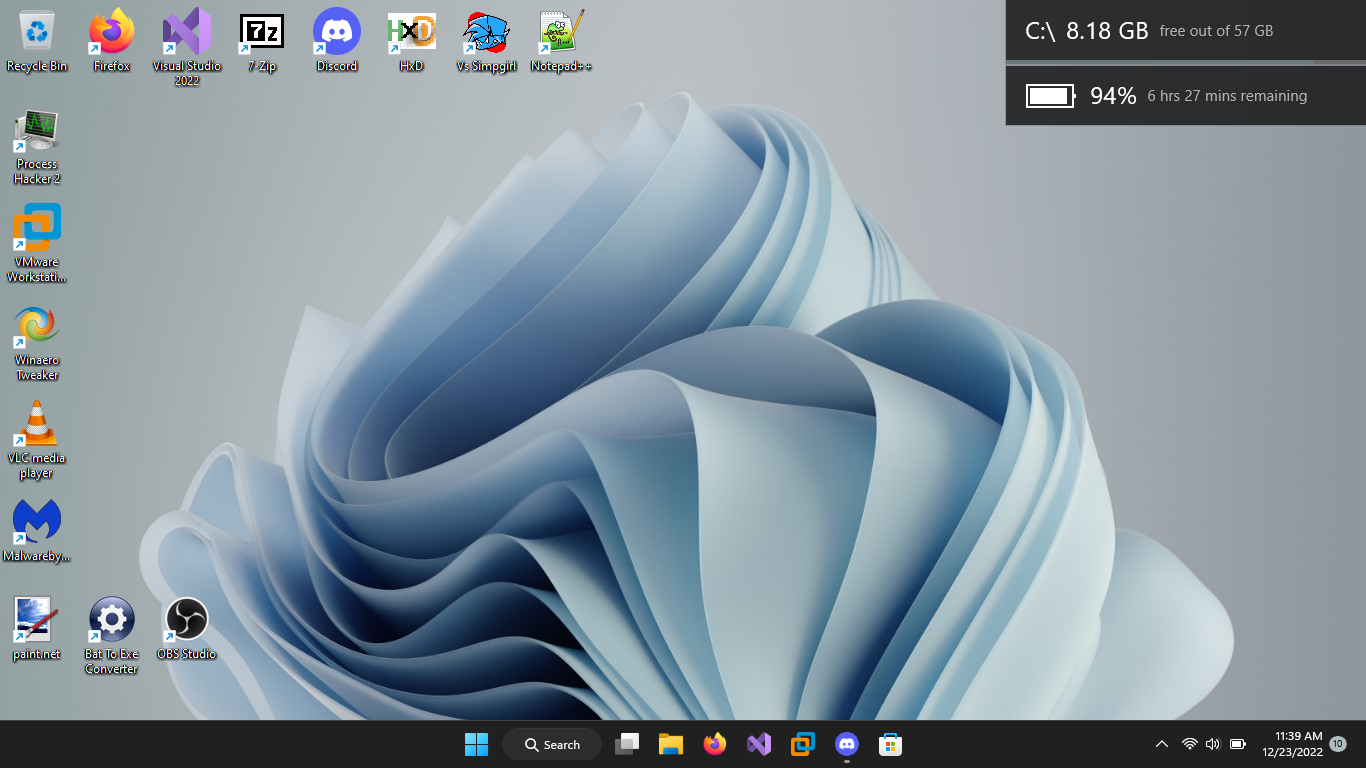 Recycle Bin
Firefox
Visual Studio
2022
7z
7-Zip
Discord
HxD
HxD
Vs Simpgirl
Notepad++
C:\ 8.18 GB free out of 57 GB
94% 6 hrs 27 mins remaining
Process
Hacker 2
VMware
Workstati...
Winaero
Tweaker
VLC media
player
Malwareby...
paint.net
Bat To Exe
Converter
OBS Studio
Search
11:39 AM
12/23/2022
10